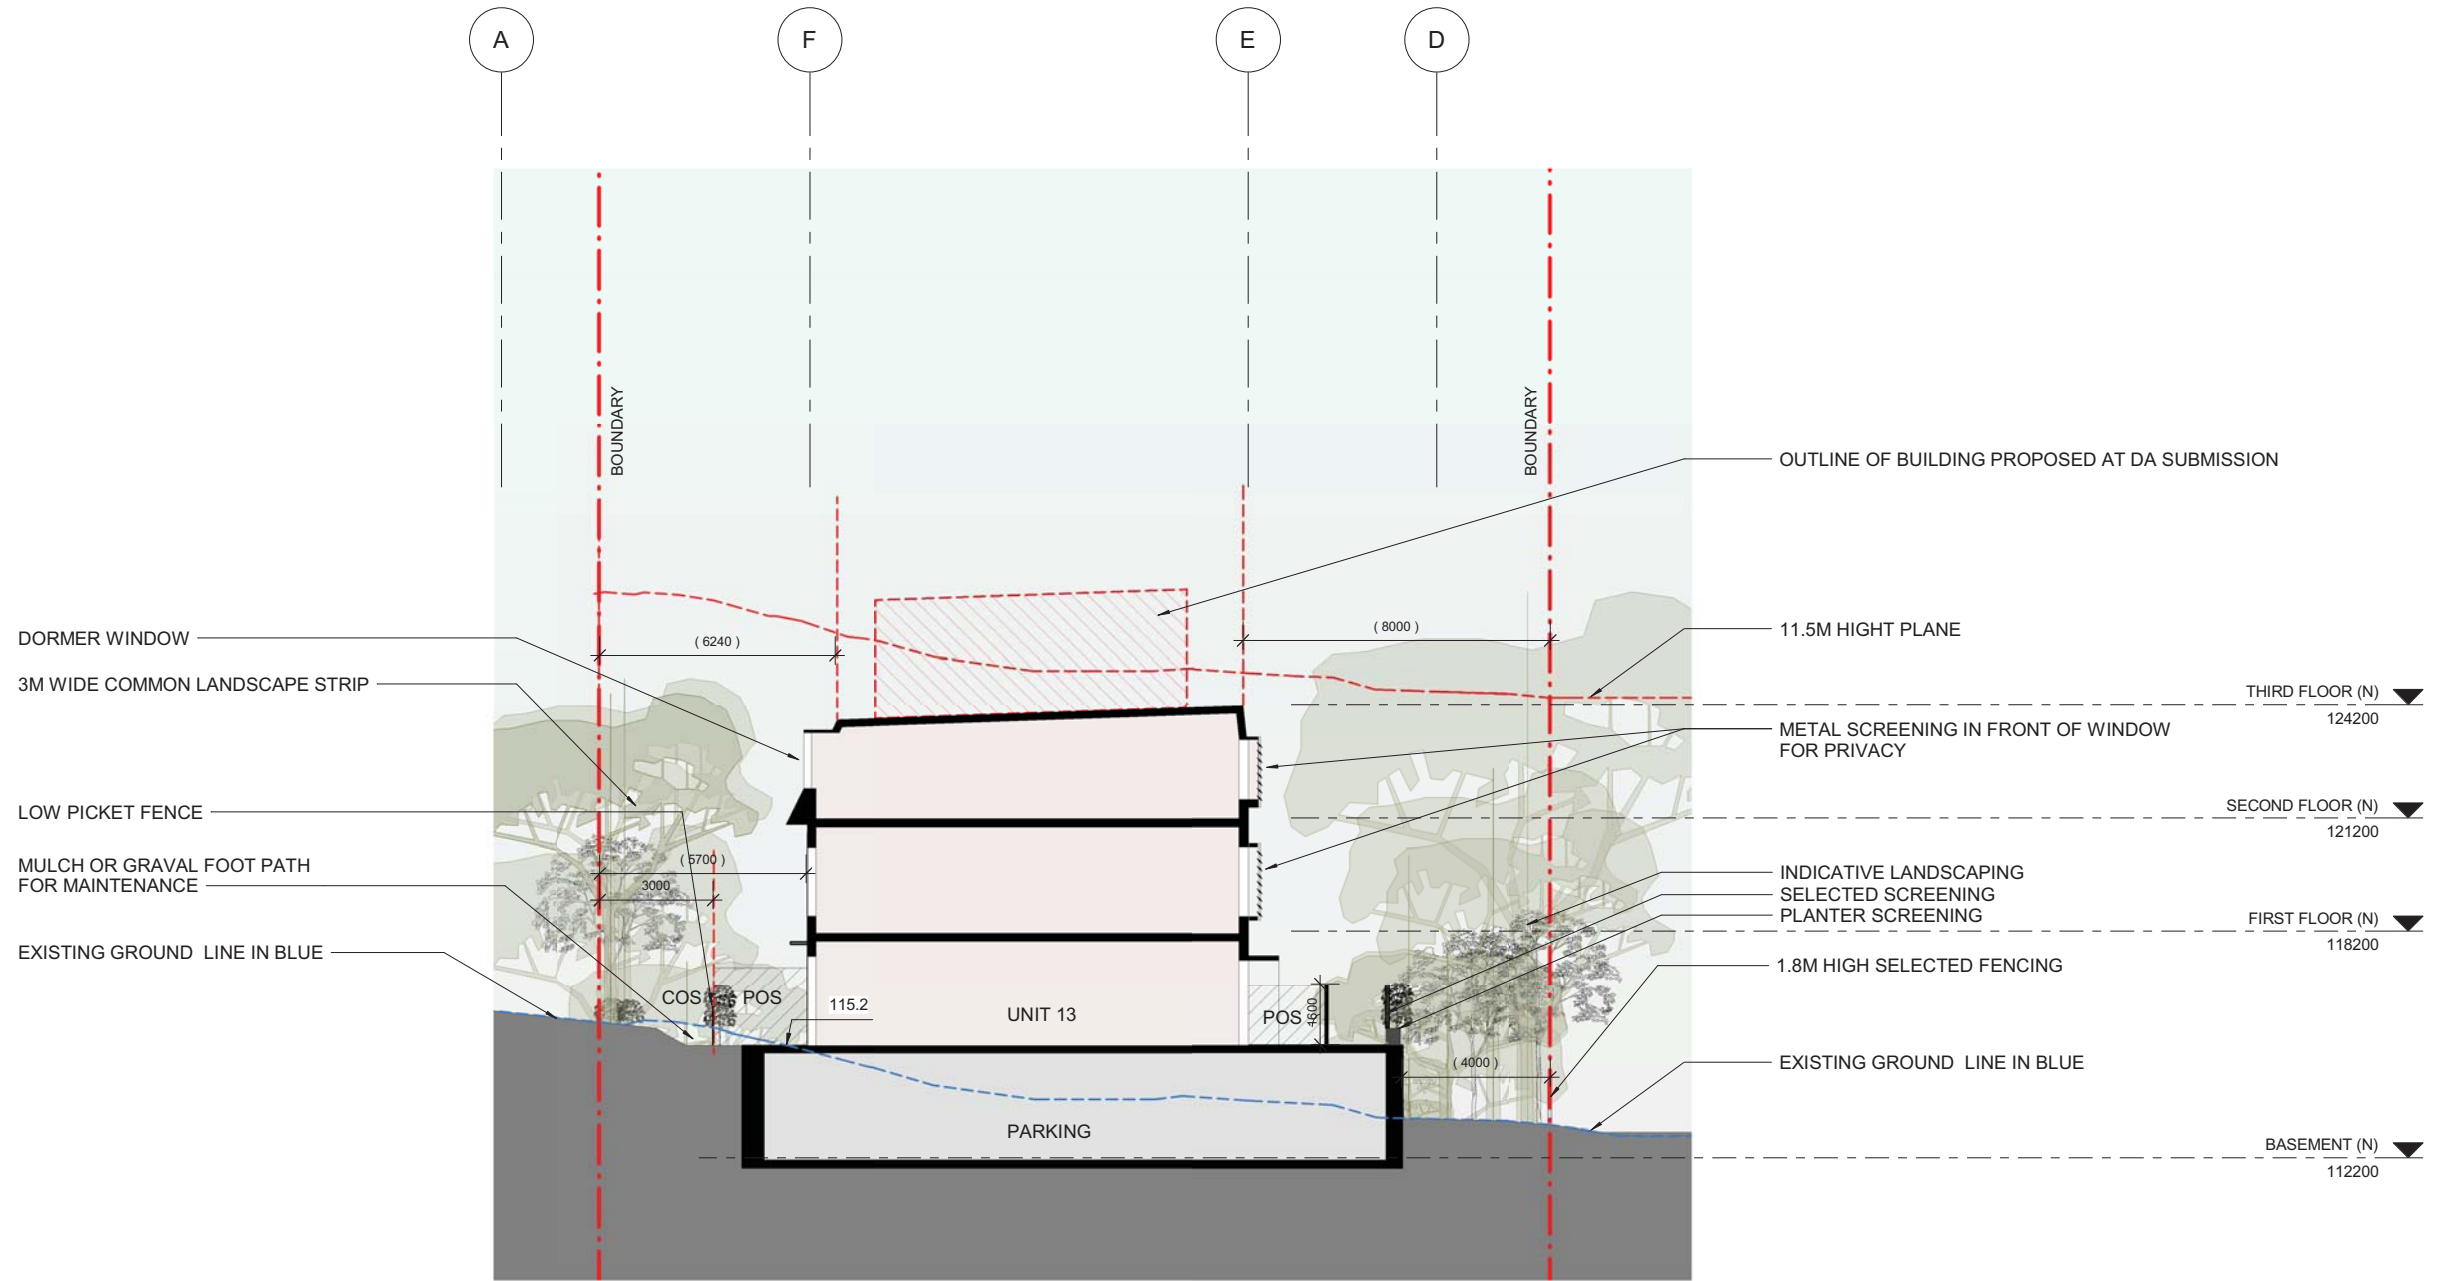 A
F
E
D
BOUNDARY
BOUNDARY
OUTLINE OF BUILDING PROPOSED AT DA SUBMISSION
( 6240 )
( 8000 )
DORMER WINDOW
11.5M HIGHT PLANE
3M WIDE COMMON LANDSCAPE STRIP
THIRD FLOOR (N)
124200
METAL SCREENING IN FRONT OF WINDOW
FOR PRIVACY
LOW PICKET FENCE
SECOND FLOOR (N)
121200
( 5700 )
3000
MULCH OR GRAVAL FOOT PATH
FOR MAINTENANCE
INDICATIVE LANDSCAPING
SELECTED SCREENING
PLANTER SCREENING
FIRST FLOOR (N)
118200
EXISTING GROUND  LINE IN BLUE
1.8M HIGH SELECTED FENCING
COS
POS
115.2
UNIT 13
POS
1600
( 4000 )
EXISTING GROUND  LINE IN BLUE
PARKING
BASEMENT (N)
112200